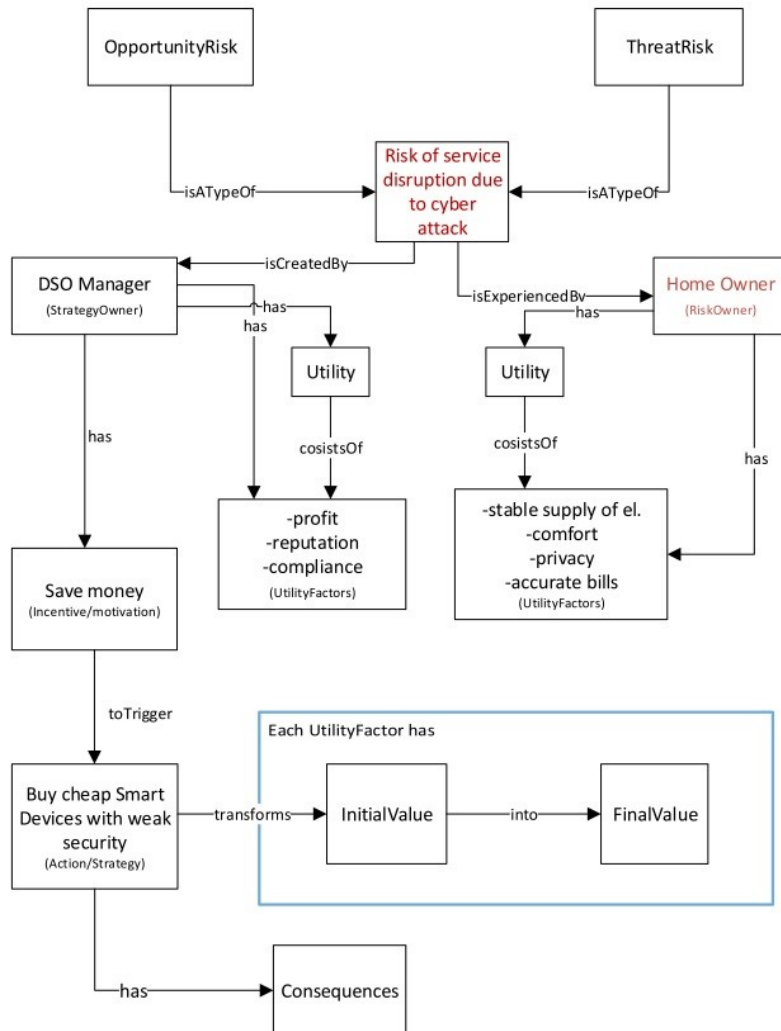 OpportunityRisk
ThreatRisk
Risk of service
disruption due
to cyber
attack
isATypeOf
isATypeOf
isCreatedBy
DSO Manager
(StrategyOwner)
has
has
isExperiencedBy
Home Owner
(RiskOwner)
has
Utility
Utility
has
cosistsOf
cosistsOf
has
-profit
-reputation
-compliance
(UtilityFactors)
-stable supply of el.
-comfort
-privacy
-accurate bills
(UtilityFactors)
Save money
(Incentive/motivation)
toTrigger
Each UtilityFactor has
Buy cheap Smart
Devices with weak
security
(Action/Strategy)
transforms
InitialValue
into
FinalValue
has
Consequences